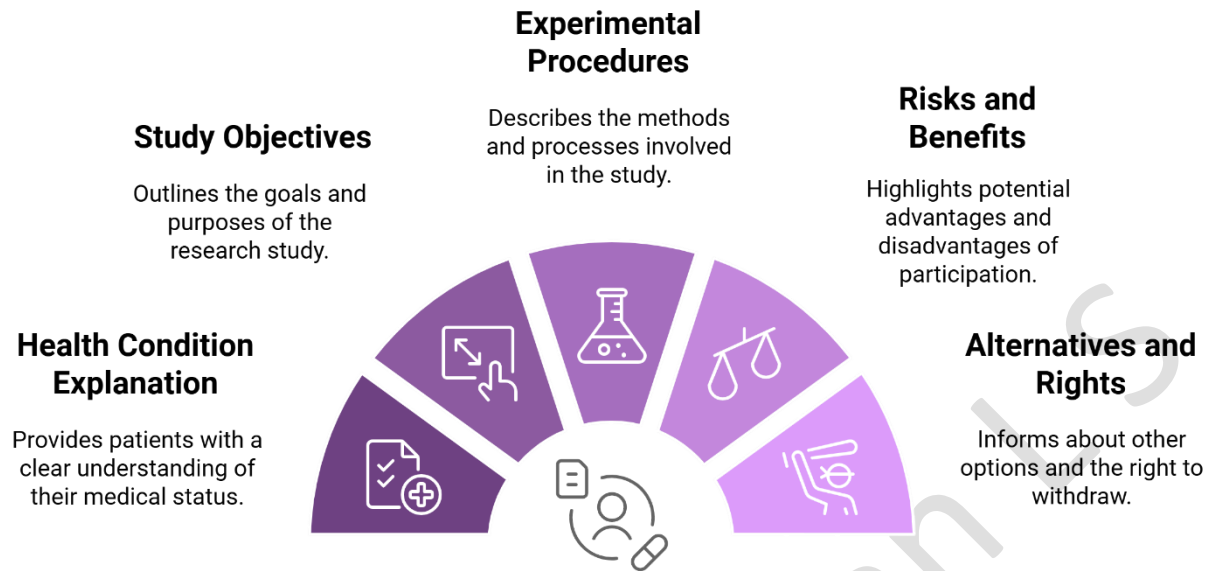 Experimental
Procedures
Describes the methods
and processes involved
in the study.
Study Objectives
Outlines the goals and
purposes of the
research study.
Risks and
Benefits
Highlights potential
advantages and
disadvantages of
participation.
Health Condition
Explanation
Provides patients with a
clear understanding of
their medical status.
Alternatives and
Rights
Informs about other
options and the right to
withdraw.
n LS